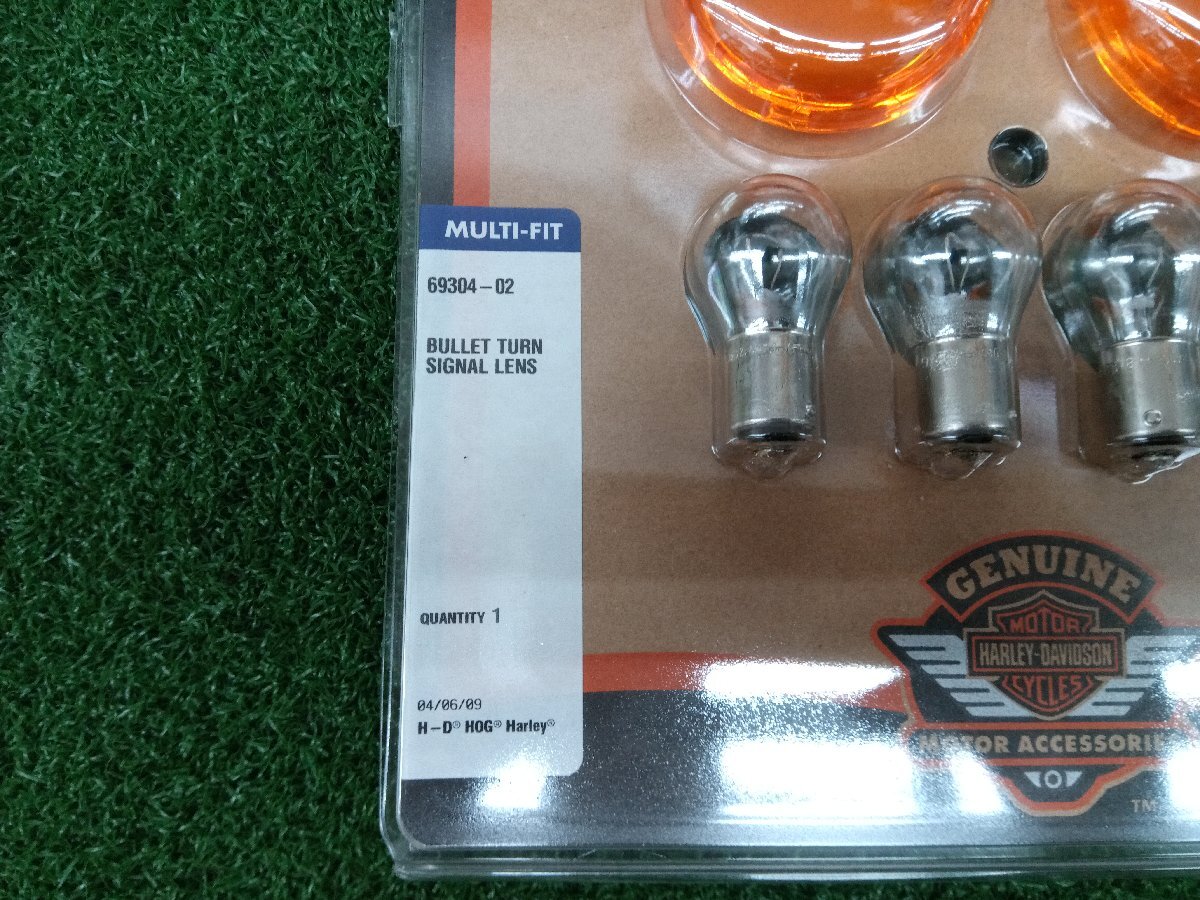 MULTI-FIT
69304-02
BULLET TURN
SIGNAL LENS
QUANTITY 1
04/06/09
H-D® HOG® Harley®
GENUINE
MOTOR
HARLEY-DAVIDSON
CYCLES
MOTOR ACCESSORI
TM